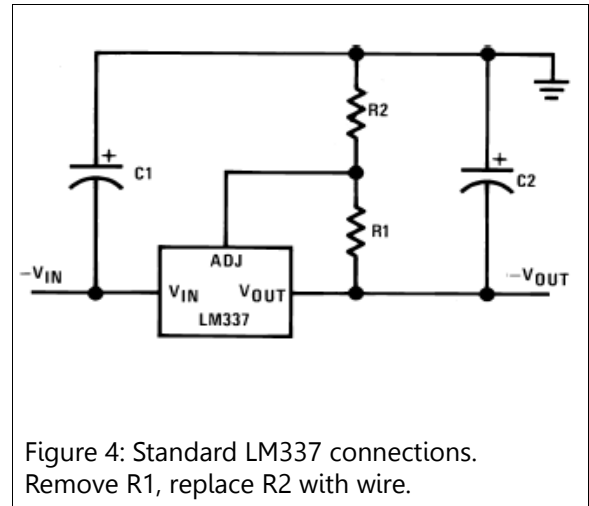 R2
+
C1
+
C2
R1
ADJ
−VIN
VIN VOUT
−VOUT
LM337
Figure 4: Standard LM337 connections.
Remove R1, replace R2 with wire.